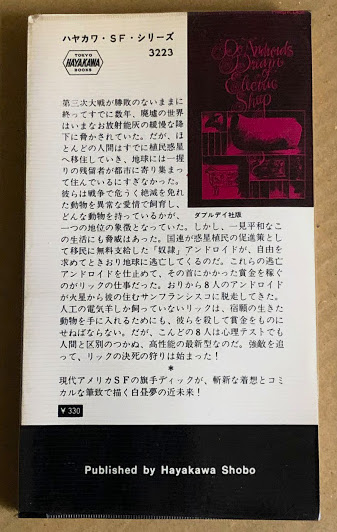 ハヤカワ・SF・シリーズ
TOKYO
HAYAKAWA
BOOKS
3223
Do Androids
Dream
of
Electric
Sheep
ダブルデイ社版
第三次大戦が勝敗のないままに
終ってすでに数年、廃墟の世界
はいまなお放射能灰の緩慢な降
下に脅かされていた。だが、ほ
とんどの人間はすでに植民惑星
へ移住していき、地球には一握
りの残留者が都市に寄り集まっ
て住んでいるにすぎなかった。
彼らは戦争で危うく絶滅を免れ
た動物を異常な愛情で飼育し、
どんな動物を持っているかが、
一つの地位の象徴となっていた。しかし、一見平和なこ
の生活にも脅威はあった。国連が惑星植民の促進策とし
て移民に無料支給した「奴隷」アンドロイドが、自由を
求めてときおり地球に逃亡してくるのだ。これらの逃亡
アンドロイドを仕止めて、その首にかかった賞金を稼ぐ
のがリックの仕事だった。おりから8人のアンドロイド
が火星から彼の住むサンフランシスコに脱走してきた。
人工の電気羊しか飼っていないリックは、宿願の生きた
動物を手に入れるためにも、彼らを殺して賞金をものに
せねばならない。だが、こんどの8人は心理テストでも
人間と区別のつかぬ、高性能の最新型なのだ。強敵を追
って、リックの決死の狩りは始まった！
*
現代アメリカSFの旗手ディックが、斬新な着想とコミ
カルな筆致で描く白昼夢の近未来！
￥330
Published by Hayakawa Shobo